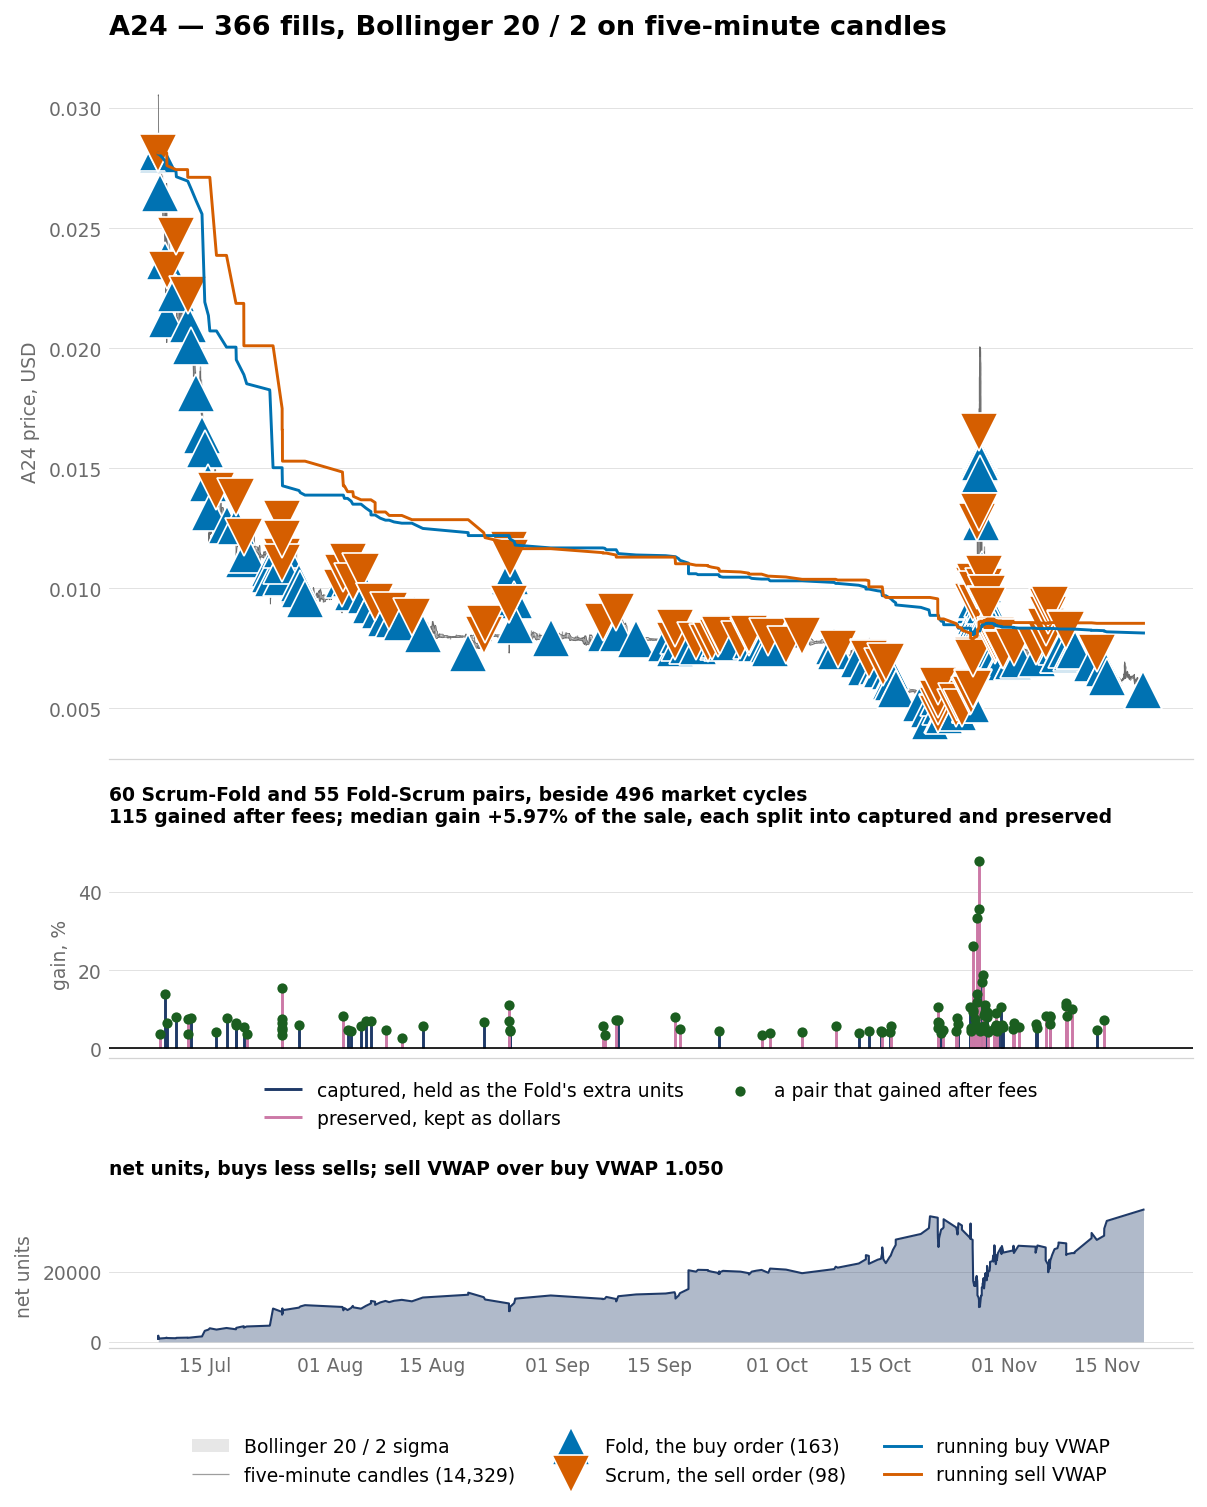 A24 — 366 fills, Bollinger 20 / 2 on five-minute candles
0.030
0.025
0.020
0.015
0.010
0.005
A24 price, USD
60 Scrum-Fold and 55 Fold-Scrum pairs, beside 496 market cycles
115 gained after fees; median gain +5.97% of the sale, each split into captured and preserved
40
20
0
gain, %
captured, held as the Fold's extra units
a pair that gained after fees
preserved, kept as dollars
net units, buys less sells; sell VWAP over buy VWAP 1.050
20000
0
net units
15 Jul
01 Aug
15 Aug
01 Sep
15 Sep
01 Oct
15 Oct
01 Nov
15 Nov
Bollinger 20 / 2 sigma
Fold, the buy order (163)
running buy VWAP
five-minute candles (14,329)
Scrum, the sell order (98)
running sell VWAP